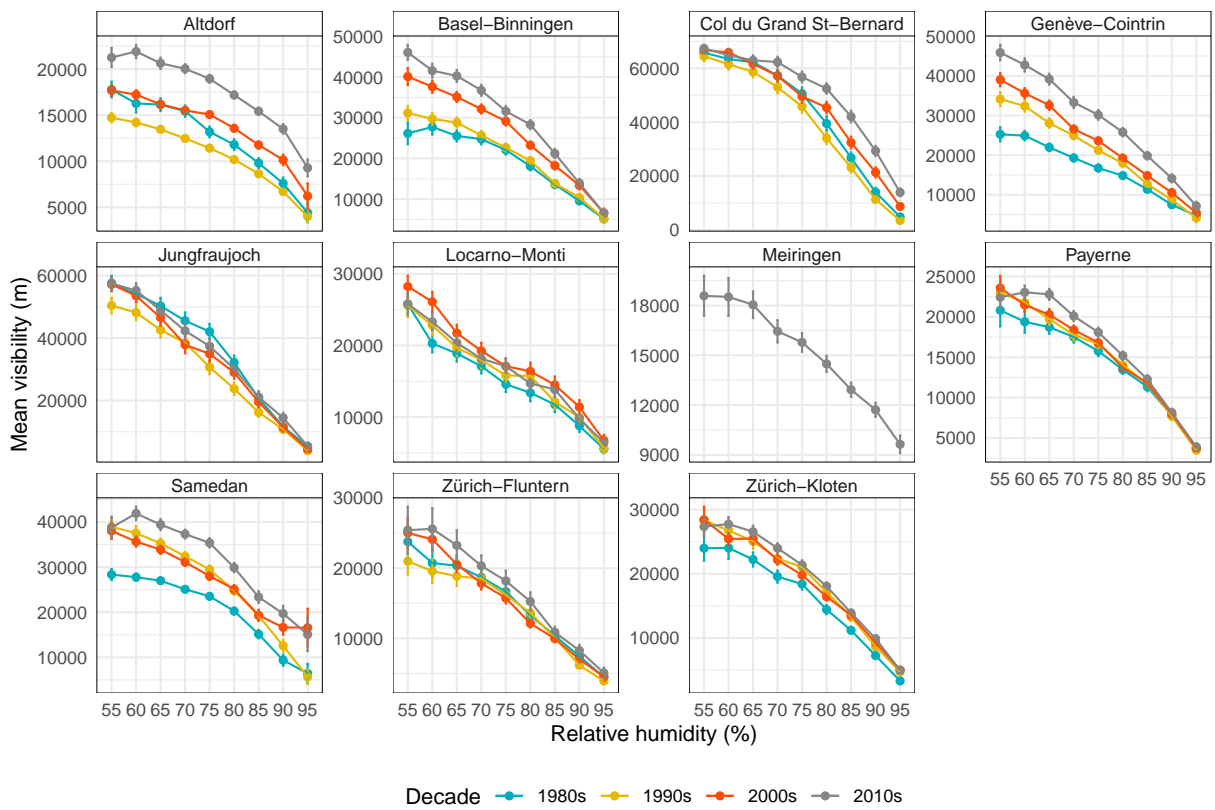 Altdorf
Basel−Binningen
Col du Grand St−Bernard
Genève−Cointrin
20000
15000
10000
5000
50000
40000
30000
20000
10000
60000
40000
20000
0
50000
40000
30000
20000
10000
Jungfraujoch
Locarno−Monti
Meiringen
Payerne
60000
40000
20000
30000
20000
10000
18000
15000
12000
9000
25000
20000
15000
10000
5000
55 60 65 70 75 80 85 90 95
Samedan
Zürich−Fluntern
Zürich−Kloten
40000
30000
20000
10000
30000
20000
10000
30000
20000
10000
55 60 65 70 75 80 85 90 95
55 60 65 70 75 80 85 90 95
55 60 65 70 75 80 85 90 95
Mean visibility (m)
Relative humidity (%)
Decade 1980s 1990s 2000s 2010s